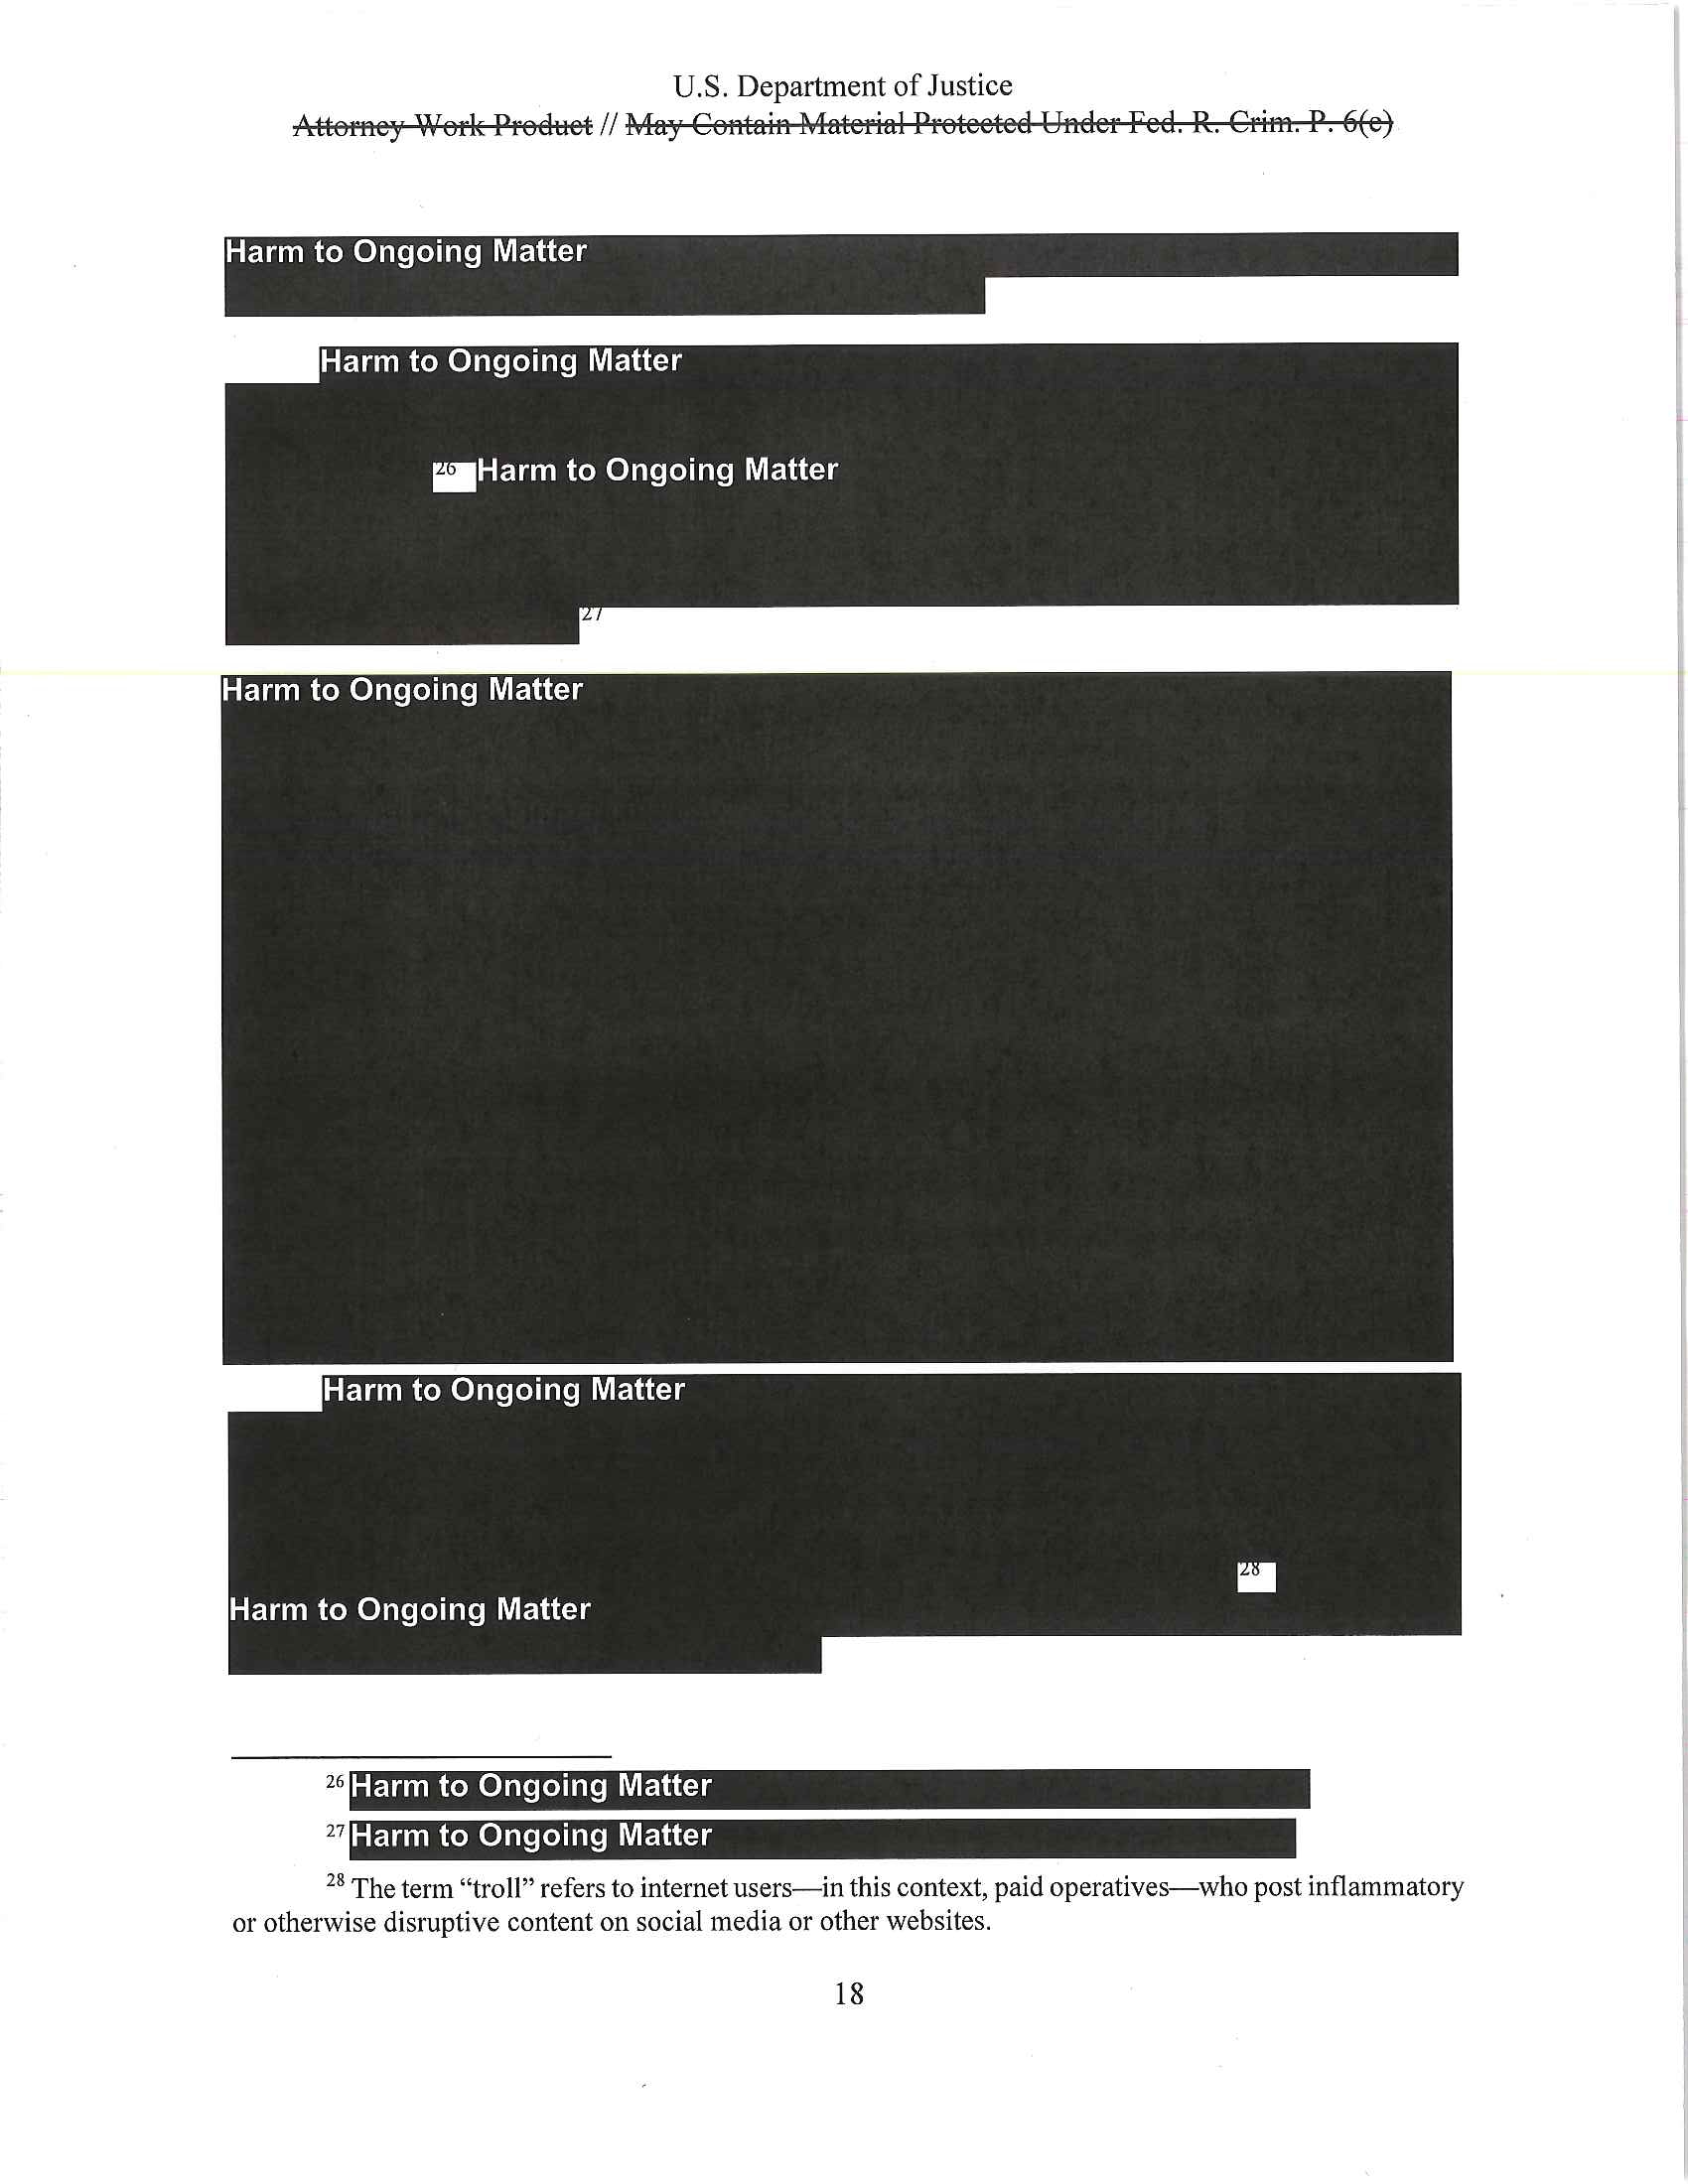 U.S. Department of Justice
Attorney Work Product // May Contain Material Protected Under Fed. R. Crim. P. 6(e)
Harm to Ongoing Matter
Harm to Ongoing Matter
26 Harm to Ongoing Matter
27
Harm to Ongoing Matter
Harm to Ongoing Matter
28
Harm to Ongoing Matter
26 Harm to Ongoing Matter
27 Harm to Ongoing Matter
28 The term “troll” refers to internet users—in this context, paid operatives—who post inflammatory
or otherwise disruptive content on social media or other websites.
18